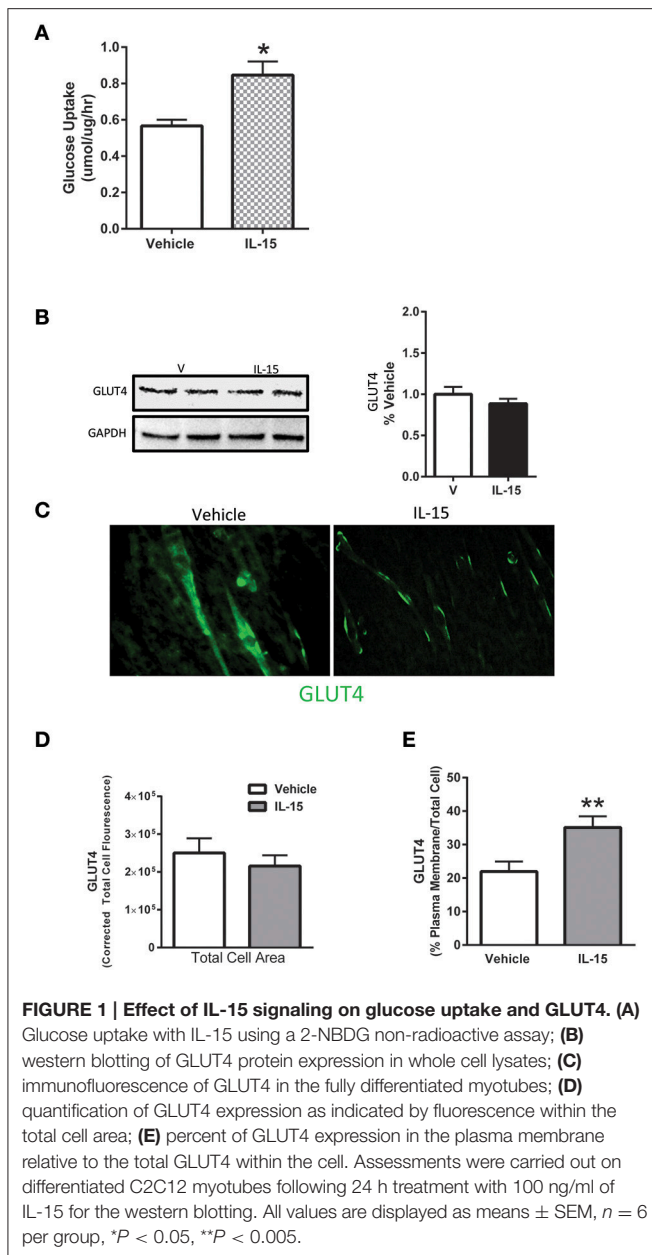 A
Glucose Uptake
(umol/ug/hr)
1.0
0.8
0.6
0.4
0.2
0.0
*
Vehicle IL-15
B
V IL-15
GLUT4
GAPDH
GLUT4
% Vehicle
2.0
1.5
1.0
0.5
0.0
V IL-15
C
Vehicle IL-15
GLUT4
D
GLUT4
(Corrected Total Cell Flourescence)
4×10⁵
3×10⁵
2×10⁵
1×10⁵
0
Vehicle
IL-15
Total Cell Area
E
GLUT4
(% Plasma Membrane/Total Cell)
50
40
30
20
10
0
**
Vehicle IL-15
FIGURE 1 | Effect of IL-15 signaling on glucose uptake and GLUT4. (A)
Glucose uptake with IL-15 using a 2-NBDG non-radioactive assay; (B)
western blotting of GLUT4 protein expression in whole cell lysates; (C)
immunofluorescence of GLUT4 in the fully differentiated myotubes; (D)
quantification of GLUT4 expression as indicated by fluorescence within the
total cell area; (E) percent of GLUT4 expression in the plasma membrane
relative to the total GLUT4 within the cell. Assessments were carried out on
differentiated C2C12 myotubes following 24 h treatment with 100 ng/ml of
IL-15 for the western blotting. All values are displayed as means ± SEM, n = 6
per group, *P < 0.05, **P < 0.005.